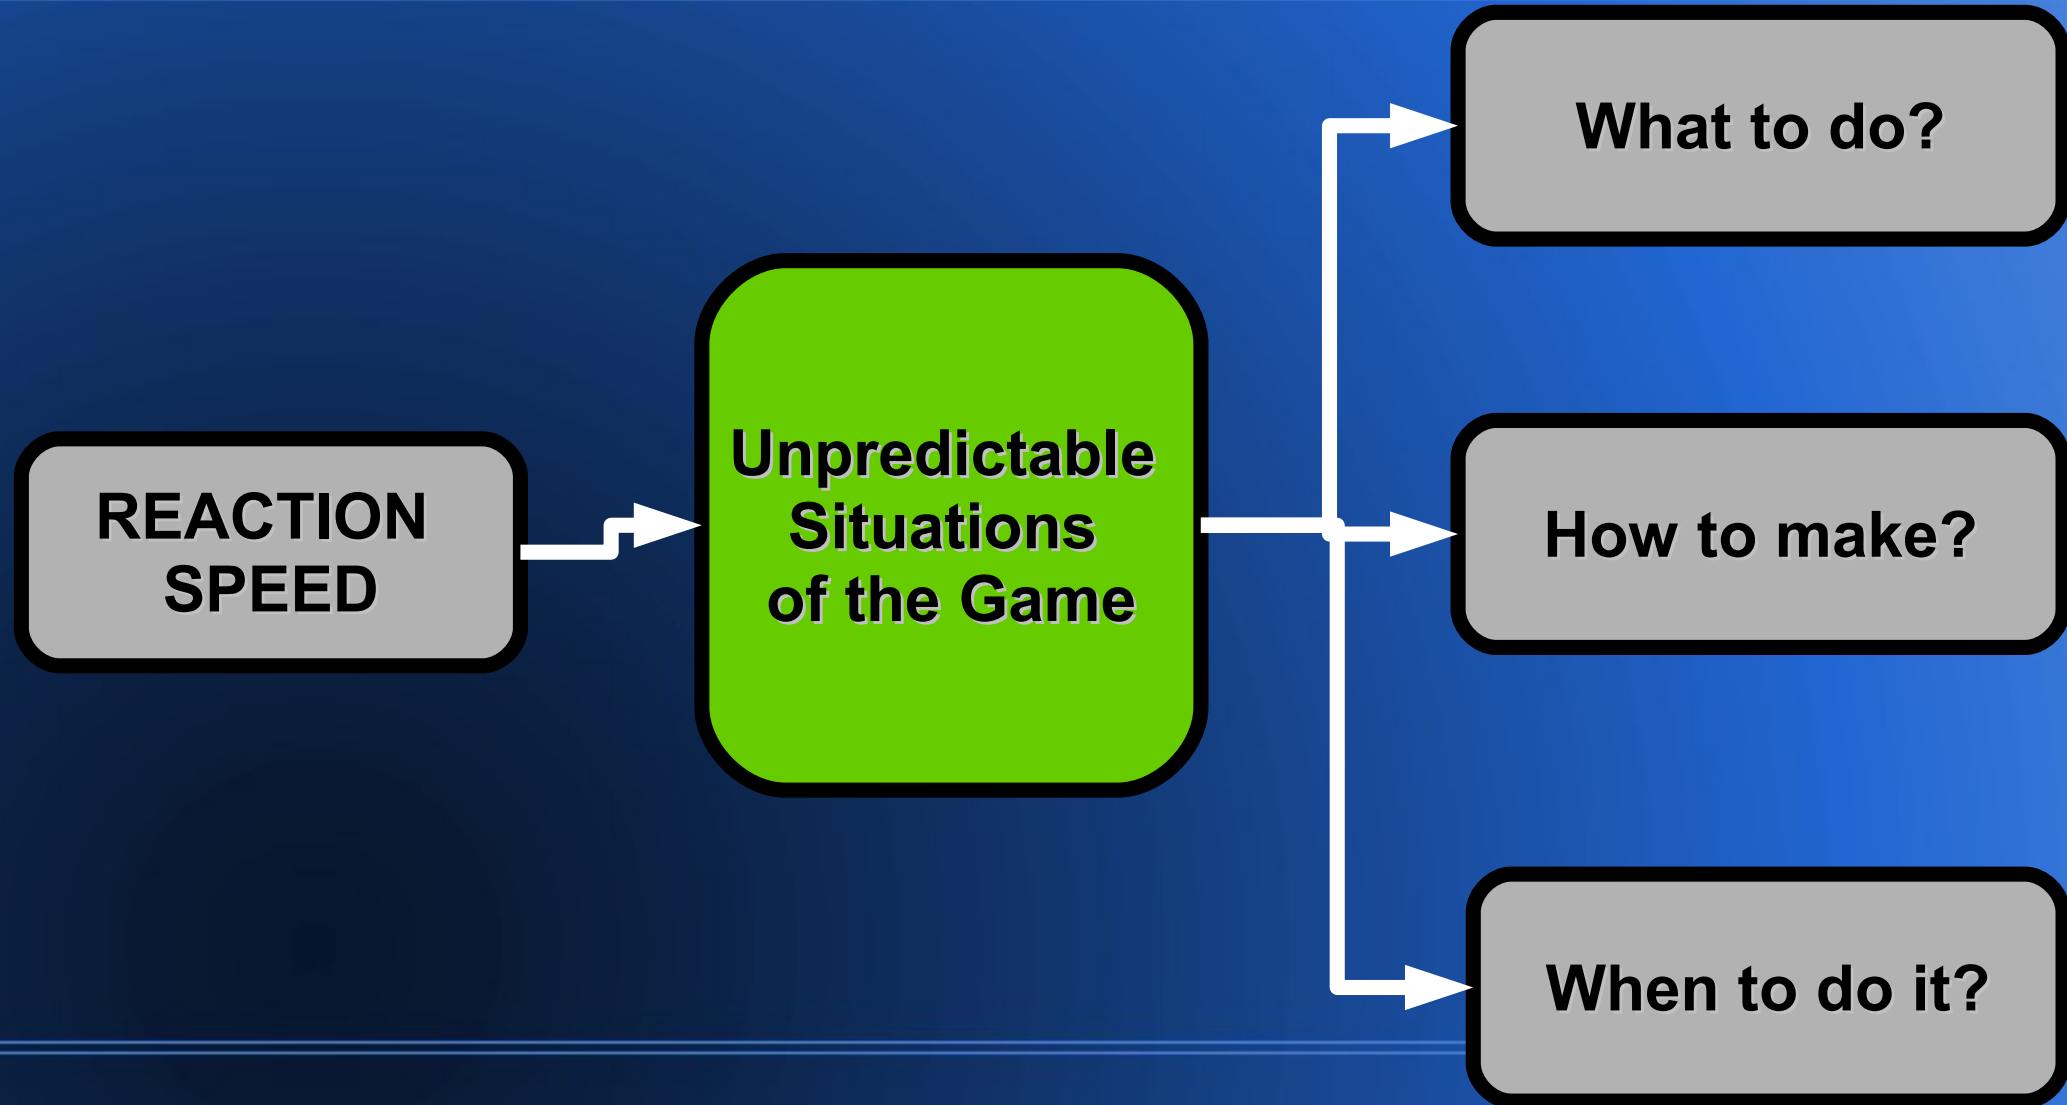 REACTION
SPEED
Unpredictable
Situations
of the Game
What to do?
How to make?
When to do it?